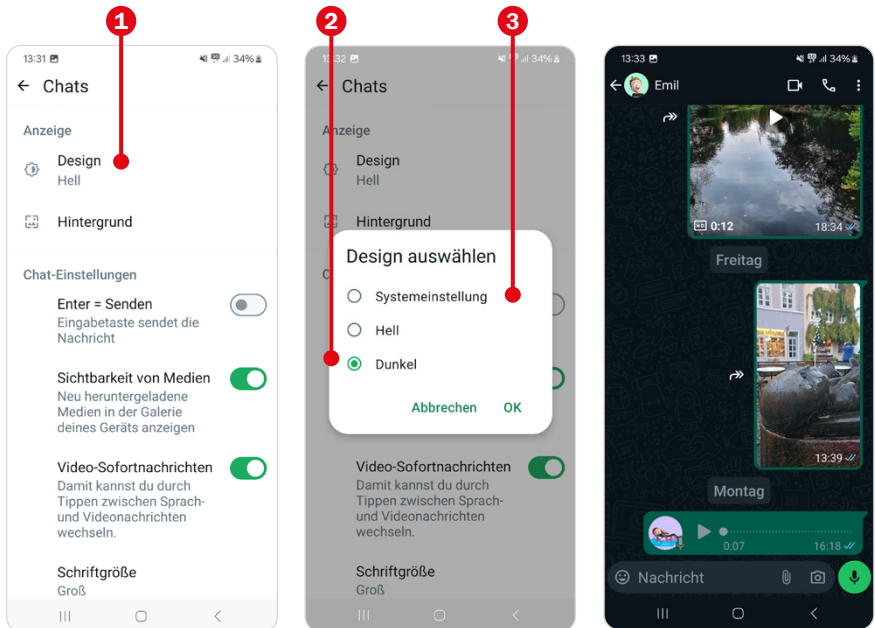 1
2
3
13:31
34%
Chats
Anzeige
Design
Hell
Hintergrund
Chat-Einstellungen
Enter = Senden
Eingabetaste sendet die
Nachricht
Sichtbarkeit von Medien
Neu heruntergeladene
Medien in der Galerie
deines Geräts anzeigen
Video-Sofortnachrichten
Damit kannst du durch
Tippen zwischen Sprach-
und Videonachrichten
wechseln.
Schriftgröße
Groß
34%
Chats
Anzeige
Design
Hell
Hintergrund
Design auswählen
Systemeinstellung
Hell
Dunkel
Abbrechen OK
Video-Sofortnachrichten
Damit kannst du durch
Tippen zwischen Sprach-
und Videonachrichten
wechseln.
Schriftgröße
Groß
13:33
34%
Emil
HD 0:12 18:34
Freitag
13:39
Montag
0:07 16:18
Nachricht